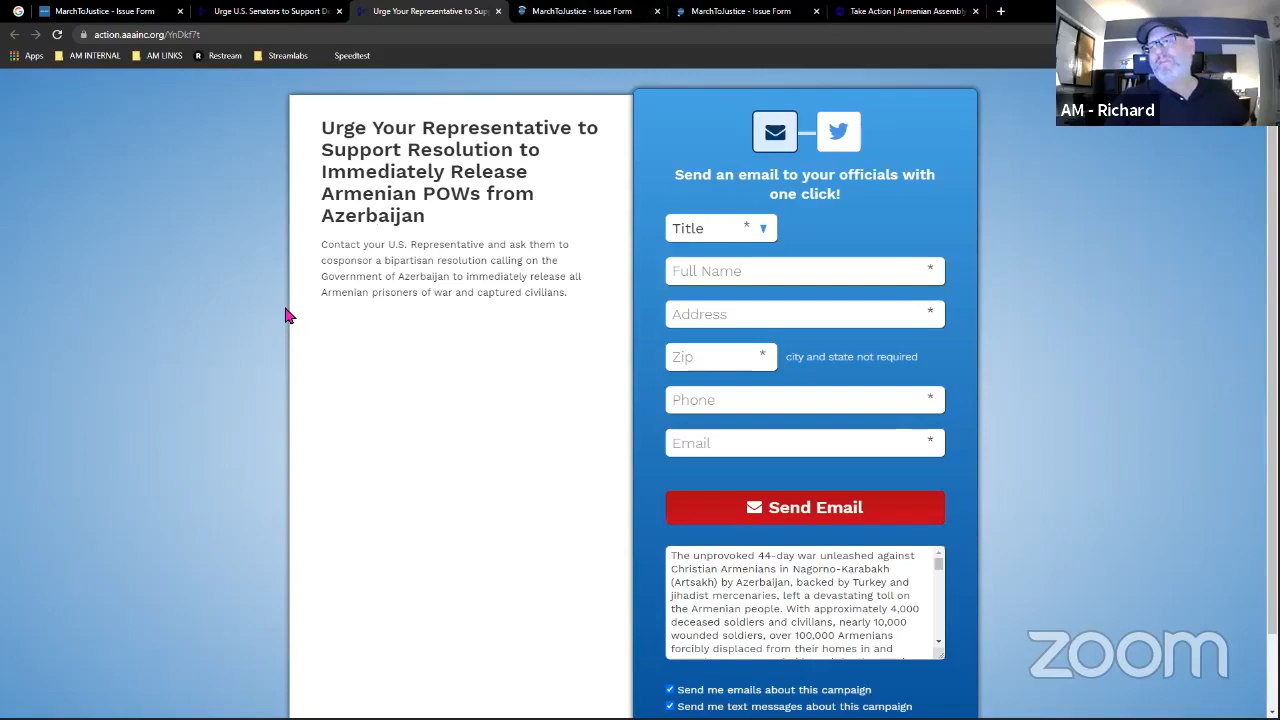 MarchToJustice - Issue Form
Urge U.S. Senators to Support De
Urge Your Representative to Sup
MarchToJustice - Issue Form
MarchToJustice - Issue Form
Take Action | Armenian Assembly
action.aaainc.org/YnDkf7t
Apps
AM INTERNAL
AM LINKS
R Restream
Streamlabs
Speedtest
AM - Richard
Urge Your Representative to
Support Resolution to
Immediately Release
Armenian POWs from
Azerbaijan
Contact your U.S. Representative and ask them to
cosponsor a bipartisan resolution calling on the
Government of Azerbaijan to immediately release all
Armenian prisoners of war and captured civilians.
Send an email to your officials with
one click!
Title *
Full Name *
Address *
Zip * city and state not required
Phone *
Email *
Send Email
The unprovoked 44-day war unleashed against
Christian Armenians in Nagorno-Karabakh
(Artsakh) by Azerbaijan, backed by Turkey and
jihadist mercenaries, left a devastating toll on
the Armenian people. With approximately 4,000
deceased soldiers and civilians, nearly 10,000
wounded soldiers, over 100,000 Armenians
forcibly displaced from their homes in and
Send me emails about this campaign
Send me text messages about this campaign
zoom